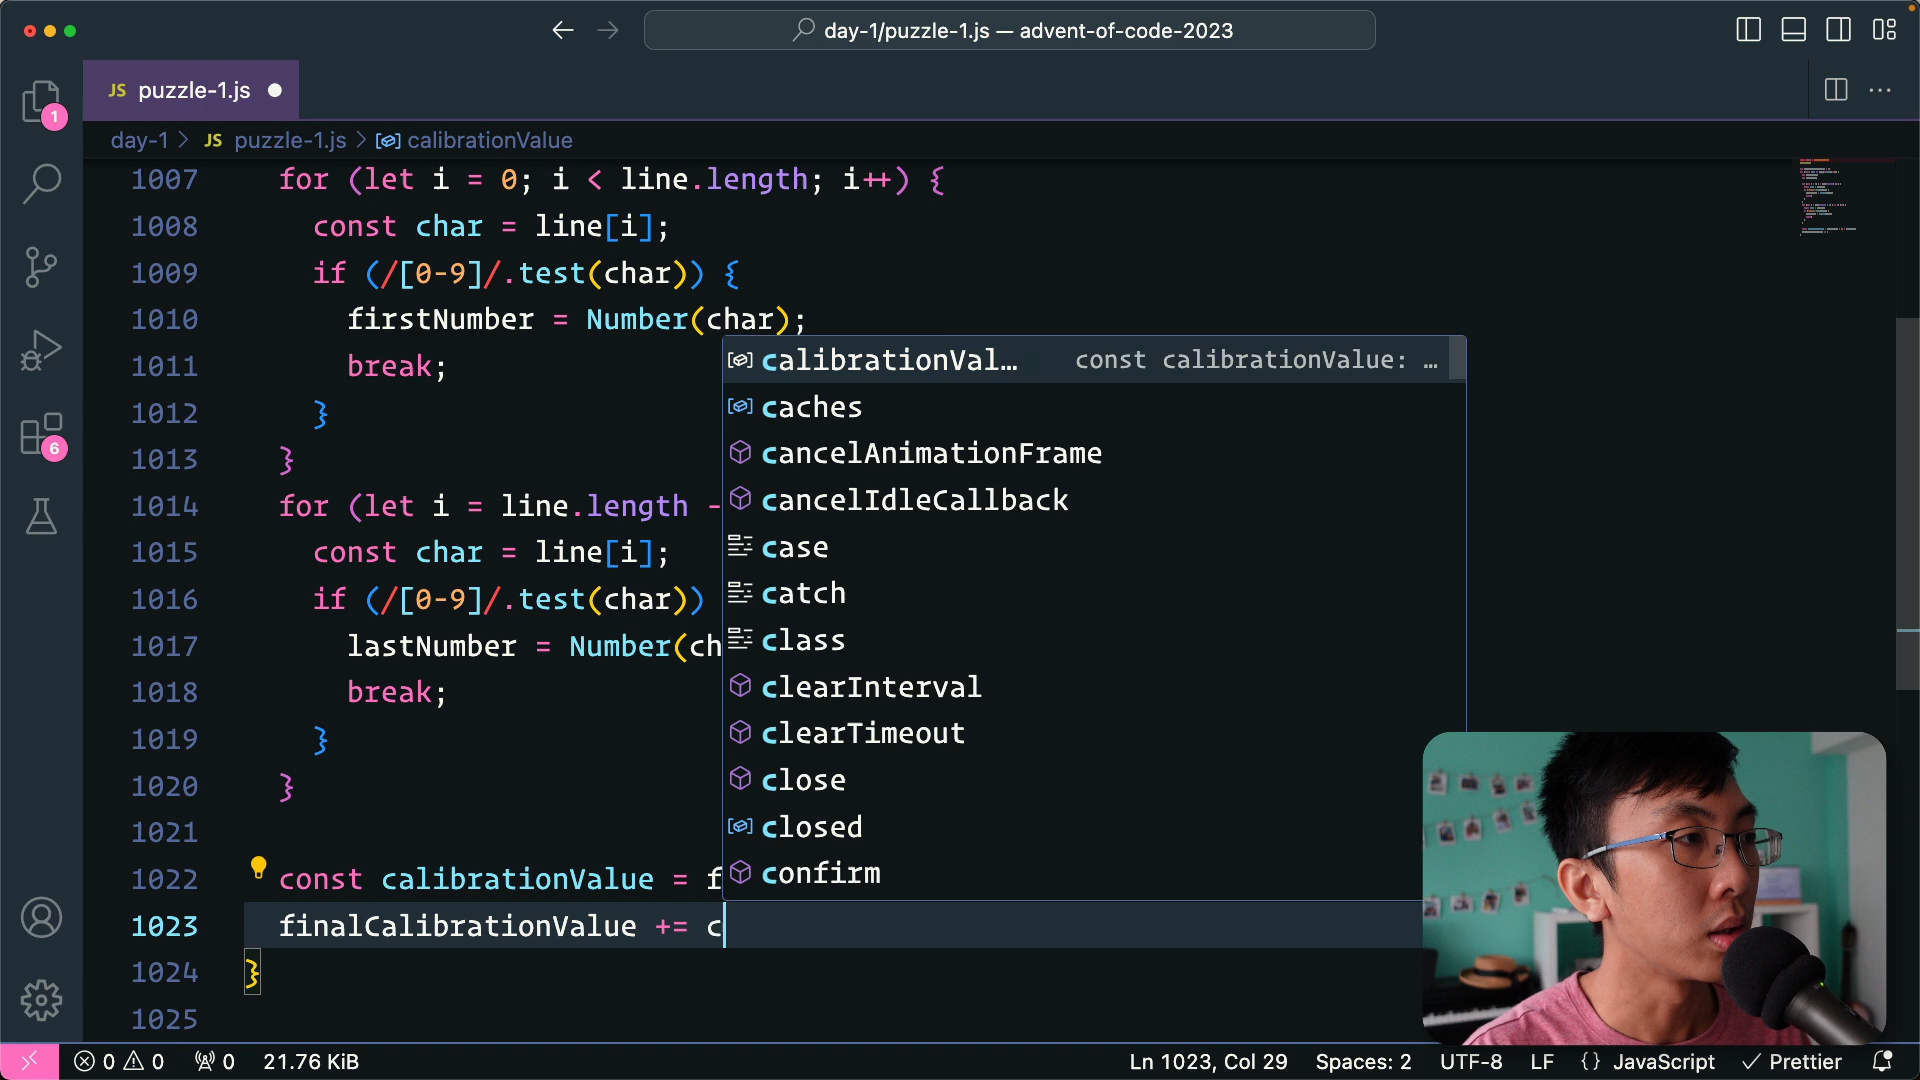 day-1/puzzle-1.js — advent-of-code-2023
JS puzzle-1.js
day-1 > JS puzzle-1.js > calibrationValue
1
6
1007 for (let i = 0; i < line.length; i++) {
1008 const char = line[i];
1009 if (/[0-9]/.test(char)) {
1010 firstNumber = Number(char);
1011 break;
1012 }
1013 }
1014 for (let i = line.length -
1015 const char = line[i];
1016 if (/[0-9]/.test(char))
1017 lastNumber = Number(ch
1018 break;
1019 }
1020 }
1021
1022 const calibrationValue = f
1023 finalCalibrationValue += c
1024 }
1025
calibrationVal… const calibrationValue: …
caches
cancelAnimationFrame
cancelIdleCallback
case
catch
class
clearInterval
clearTimeout
close
closed
confirm
0 0 0 21.76 KiB Ln 1023, Col 29 Spaces: 2 UTF-8 LF {} JavaScript ✓ Prettier